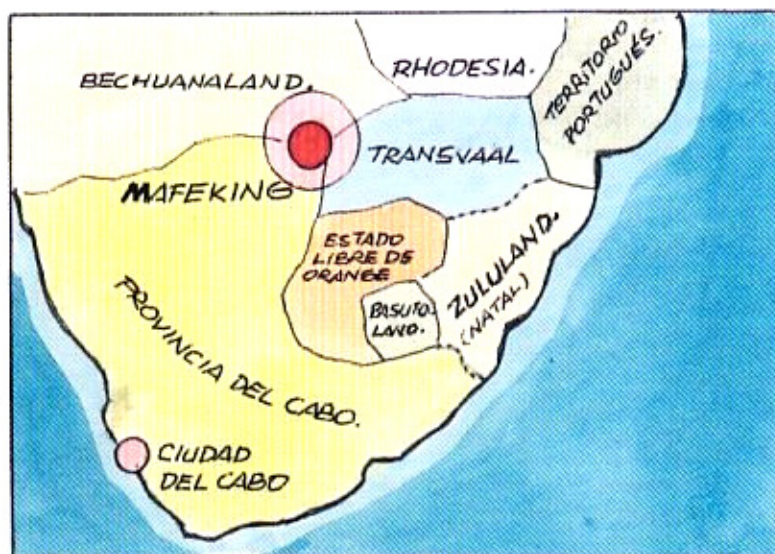 RHODESIA.
TERRITORIO
PORTUGUÉS.
BECHUANALAND.
TRANSVAAL
MAFEKING
ESTADO
LIBRE DE
ORANGE
ZULULAND.
(NATAL)
BASUTO-
LAND.
PROVINCIA DEL CABO.
CIUDAD
DEL CABO